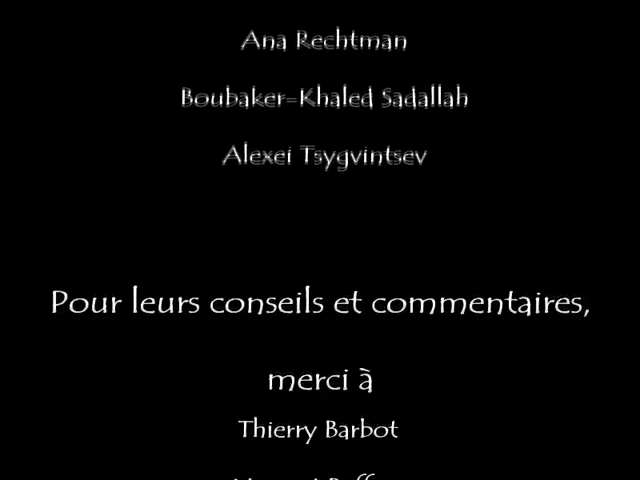 Ana Rechtman
Boubaker-Khaled Sadallah
Alexei Tsygvintsev
Pour leurs conseils et commentaires,
merci à
Thierry Barbot